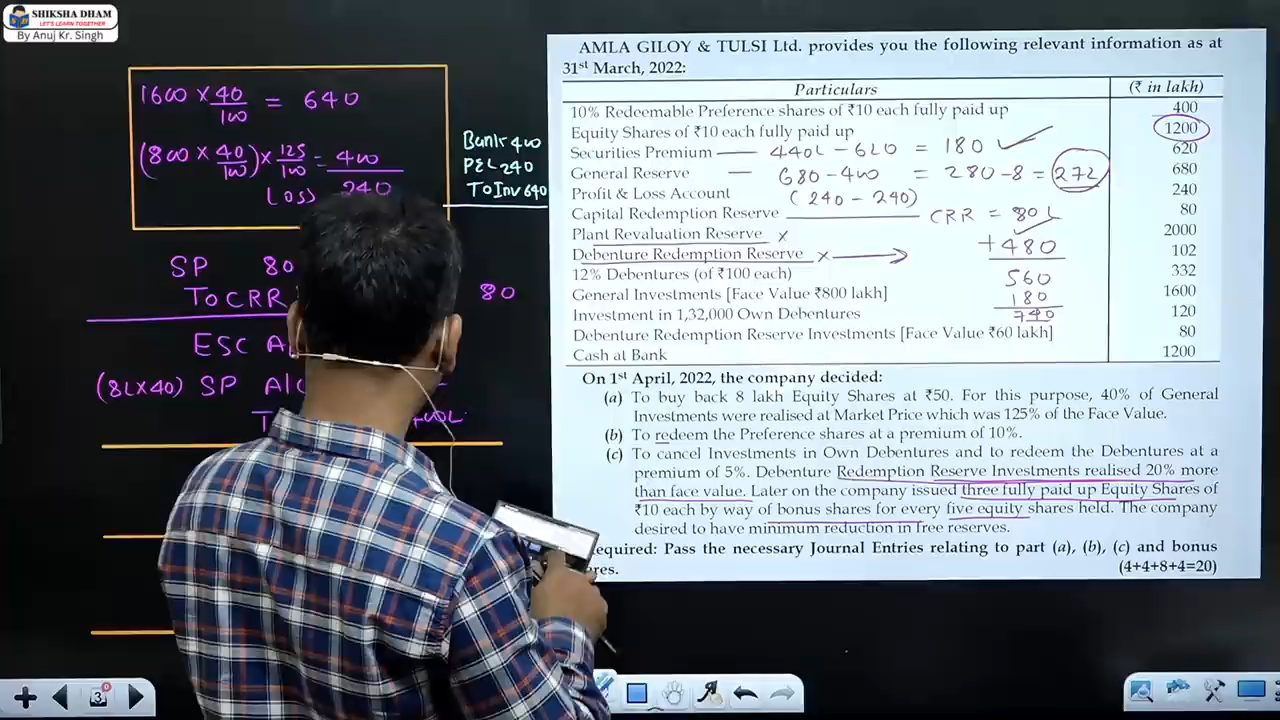 SHIKSHA DHAM
LET'S LEARN TOGETHER
By Anuj Kr. Singh
1600 × 40/100 = 640
(800 × 40/100) × 125/100 = 400
Loss 240
Bank 400
P&L 240
To Inv 640
SP 80
To CRR 80
ESC A
(8L×40) SP A/c
AMLA GILOY & TULSI Ltd. provides you the following relevant information as at
31st March, 2022:
Particulars (₹ in lakh)
10% Redeemable Preference shares of ₹10 each fully paid up 400
Equity Shares of ₹10 each fully paid up 1200
Securities Premium — 440L - 620 = 180 ✓ 620
General Reserve — 680 - 400 = 280 - 8 = 272 680
Profit & Loss Account (240 - 240) 240
Capital Redemption Reserve CRR = 80L 80
Plant Revaluation Reserve × +480 2000
Debenture Redemption Reserve × → 102
12% Debentures (of ₹100 each) 560 332
General Investments [Face Value ₹800 lakh] 180 1600
Investment in 1,32,000 Own Debentures 740 120
Debenture Redemption Reserve Investments [Face Value ₹60 lakh] 80
Cash at Bank 1200
On 1st April, 2022, the company decided:
(a) To buy back 8 lakh Equity Shares at ₹50. For this purpose, 40% of General
Investments were realised at Market Price which was 125% of the Face Value.
(b) To redeem the Preference shares at a premium of 10%.
(c) To cancel Investments in Own Debentures and to redeem the Debentures at a
premium of 5%. Debenture Redemption Reserve Investments realised 20% more
than face value. Later on the company issued three fully paid up Equity Shares of
₹10 each by way of bonus shares for every five equity shares held. The company
desired to have minimum reduction in free reserves.
equired: Pass the necessary Journal Entries relating to part (a), (b), (c) and bonus
res. (4+4+8+4=20)
3